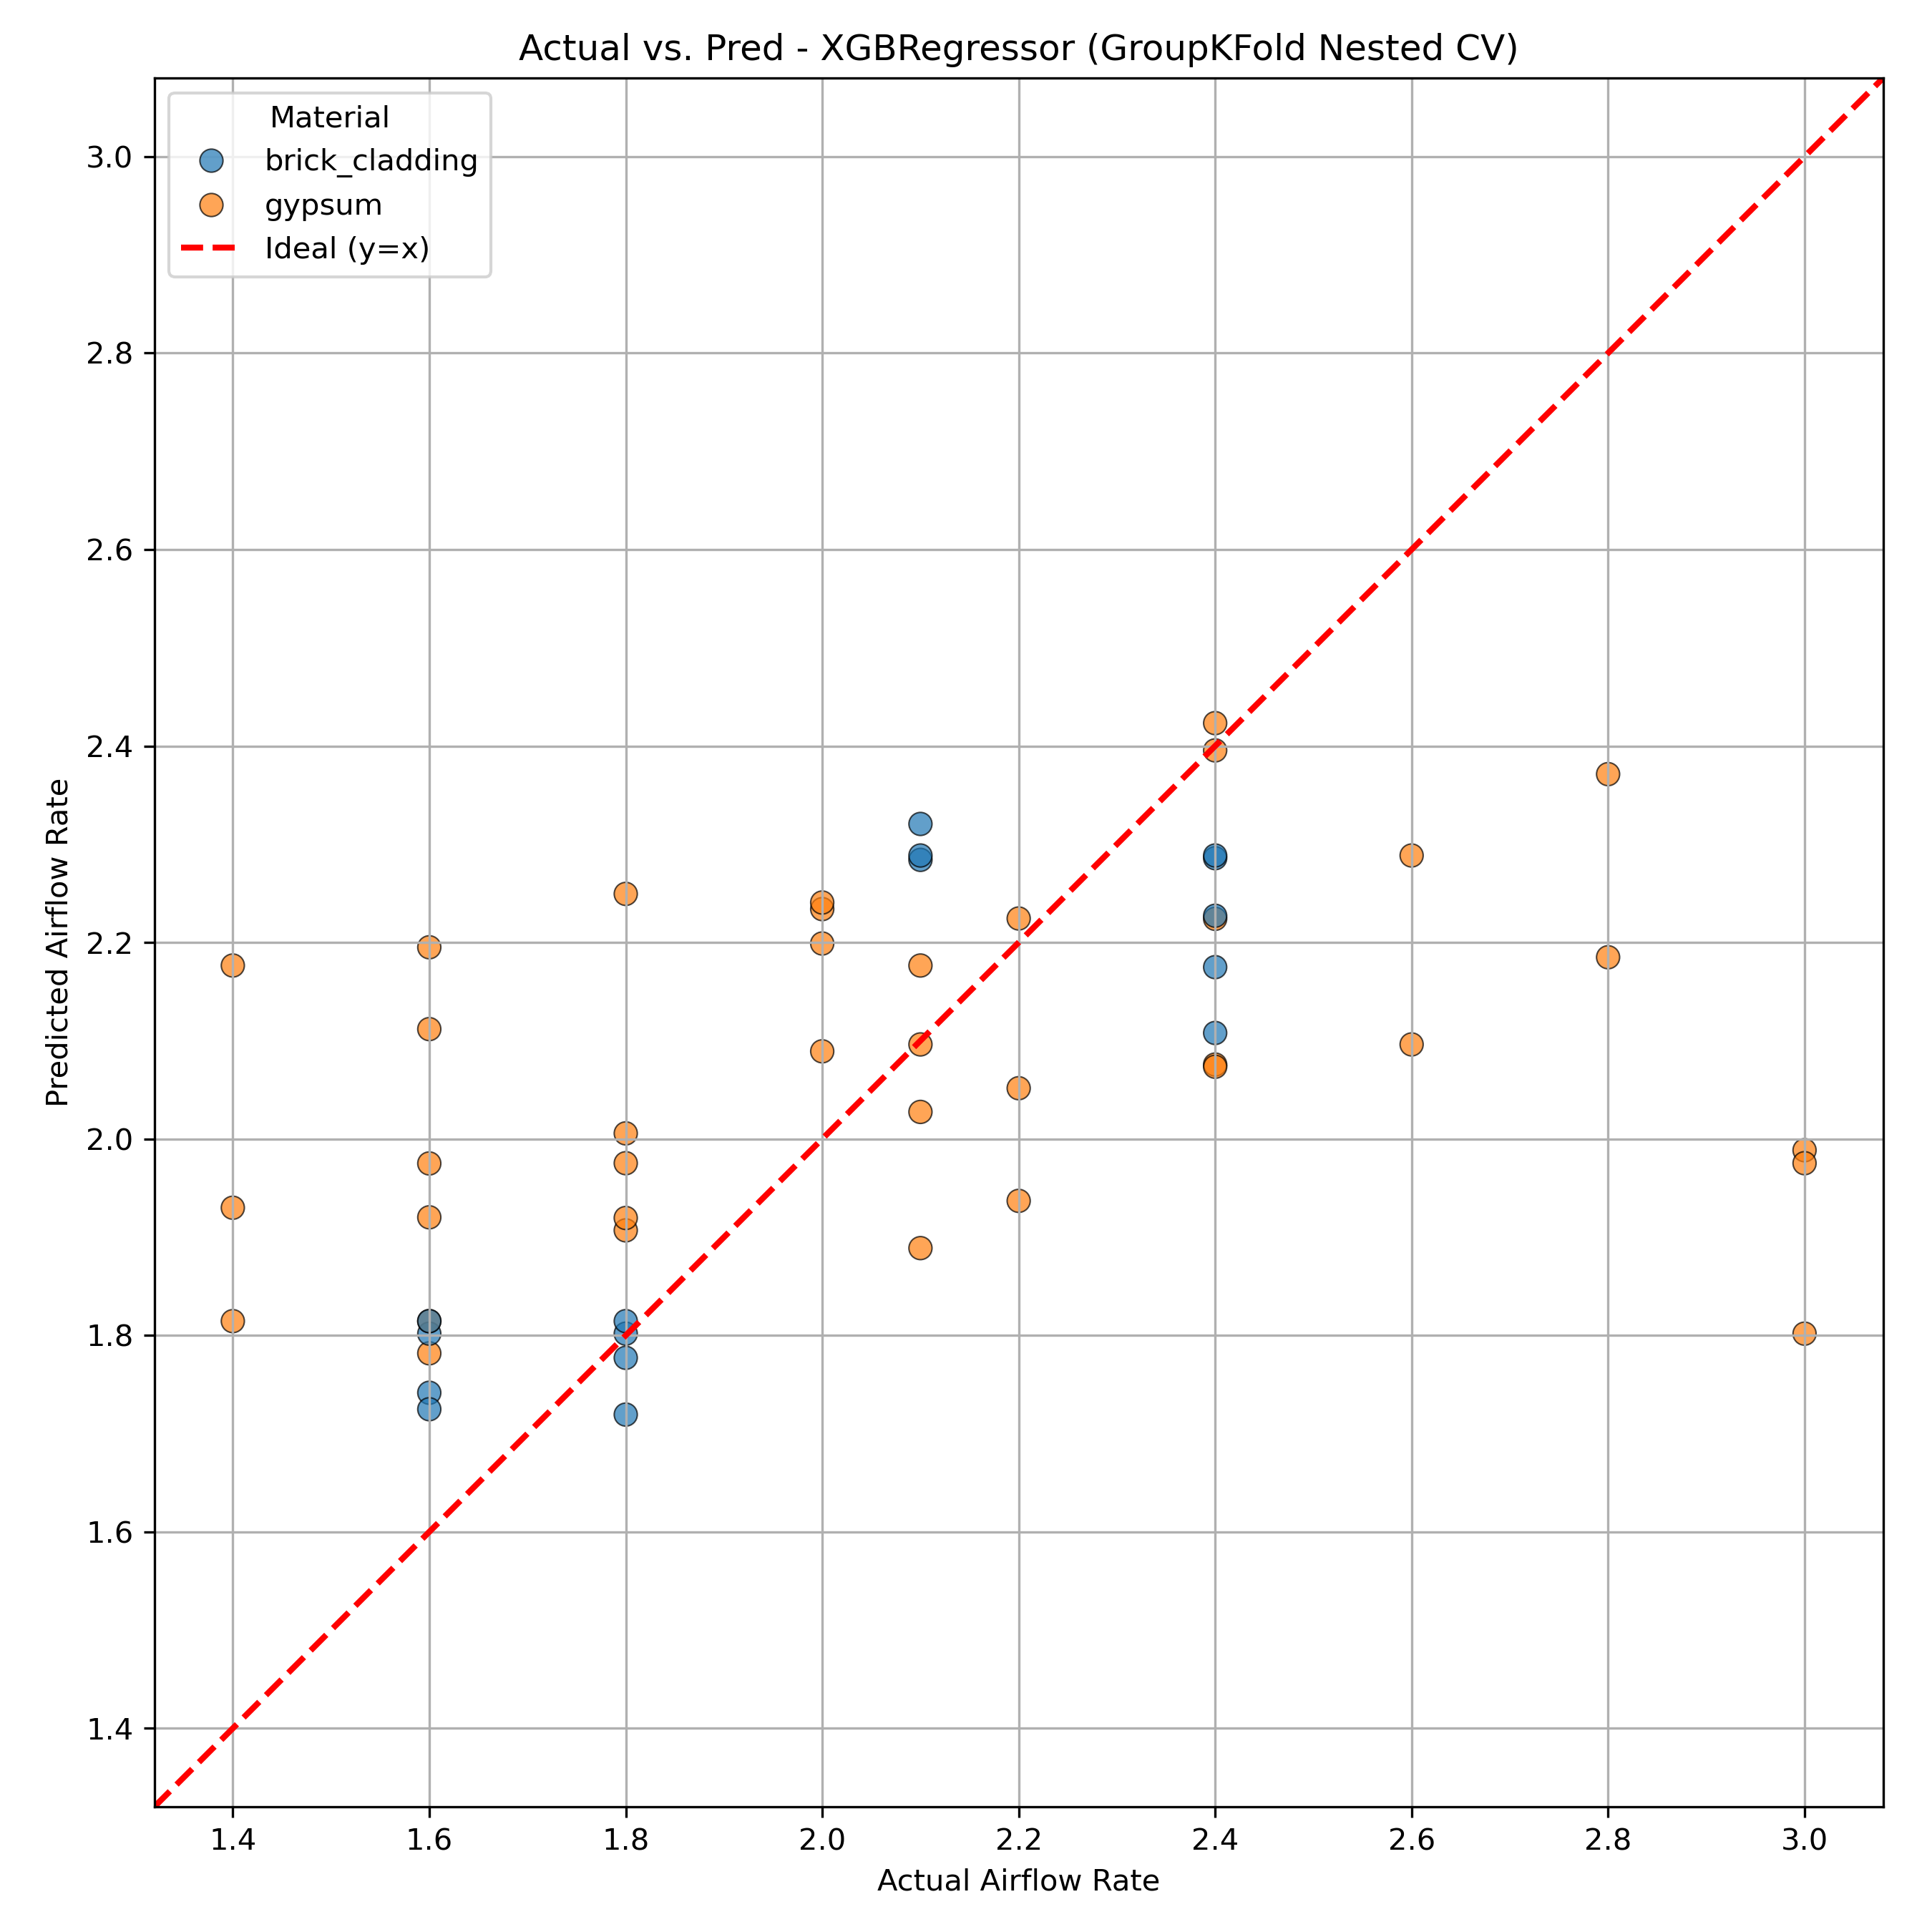 Actual vs. Pred - XGBRegressor (GroupKFold Nested CV)
Material
brick_cladding
gypsum
Ideal (y=x)
Predicted Airflow Rate
3.0
2.8
2.6
2.4
2.2
2.0
1.8
1.6
1.4
1.4 1.6 1.8 2.0 2.2 2.4 2.6 2.8 3.0
Actual Airflow Rate